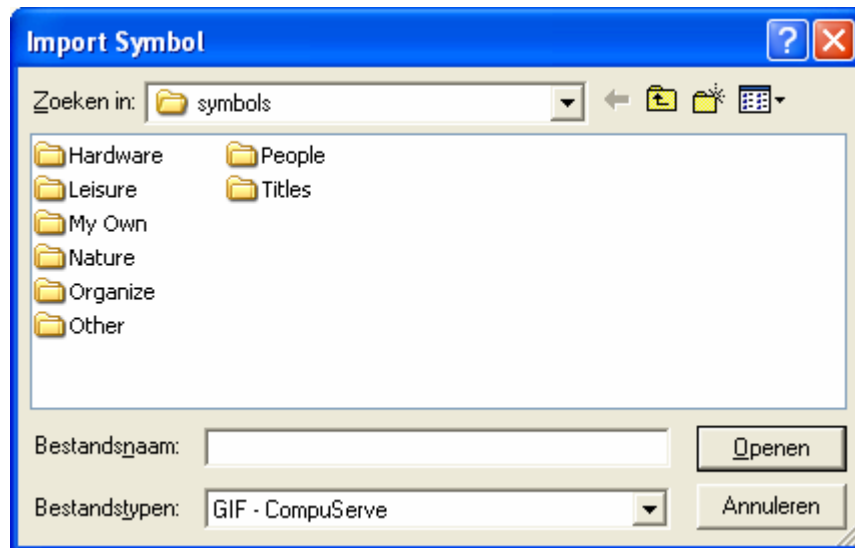 Import Symbol
Zoeken in: symbols
Hardware People
Leisure Titles
My Own
Nature
Organize
Other
Bestandsnaam: Openen
Bestandstypen: GIF - CompuServe Annuleren